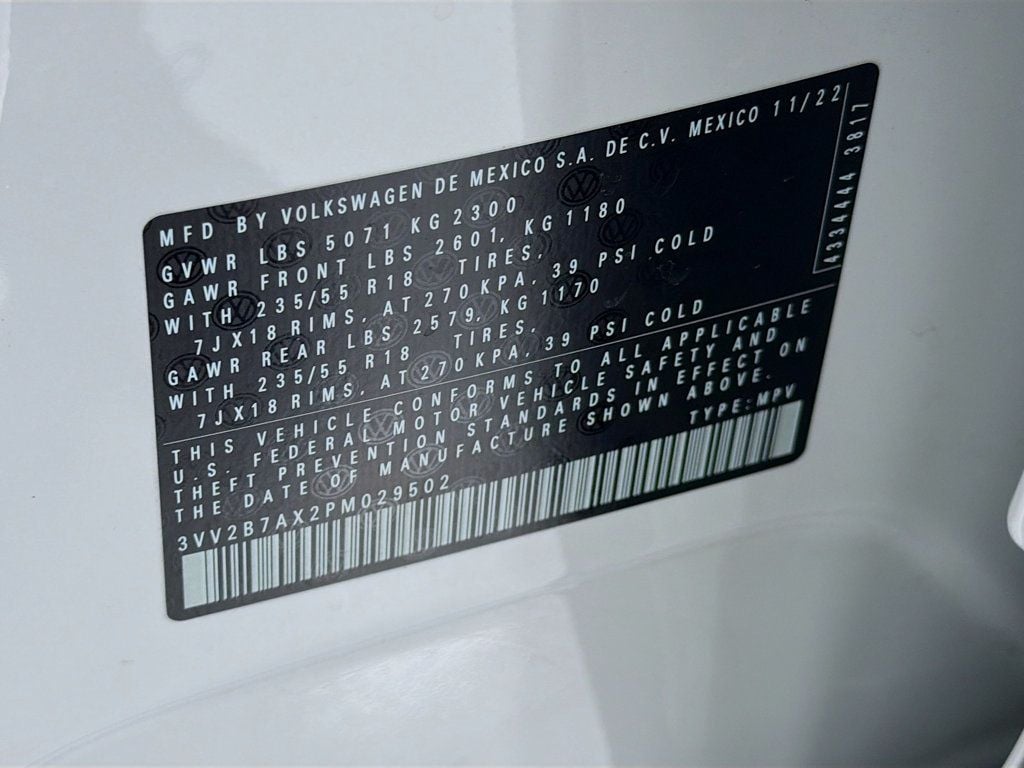 MFD BY VOLKSWAGEN DE MEXICO S.A. DE C.V. MEXICO 11/22
GVWR LBS 5071 KG 2300
GAWR FRONT LBS 2601, KG 1180
WITH 235/55 R18 TIRES,
7JX18 RIMS, AT 270KPA, 39 PSI COLD
GAWR REAR LBS 2579, KG 1170
WITH 235/55 R18 TIRES,
7JX18 RIMS, AT 270KPA, 39 PSI COLD
4334444 3817
THIS VEHICLE CONFORMS TO ALL APPLICABLE
U.S. FEDERAL MOTOR VEHICLE SAFETY AND
THEFT PREVENTION STANDARDS IN EFFECT ON
THE DATE OF MANUFACTURE SHOWN ABOVE.
3VV2B7AX2PM029502 TYPE:MPV